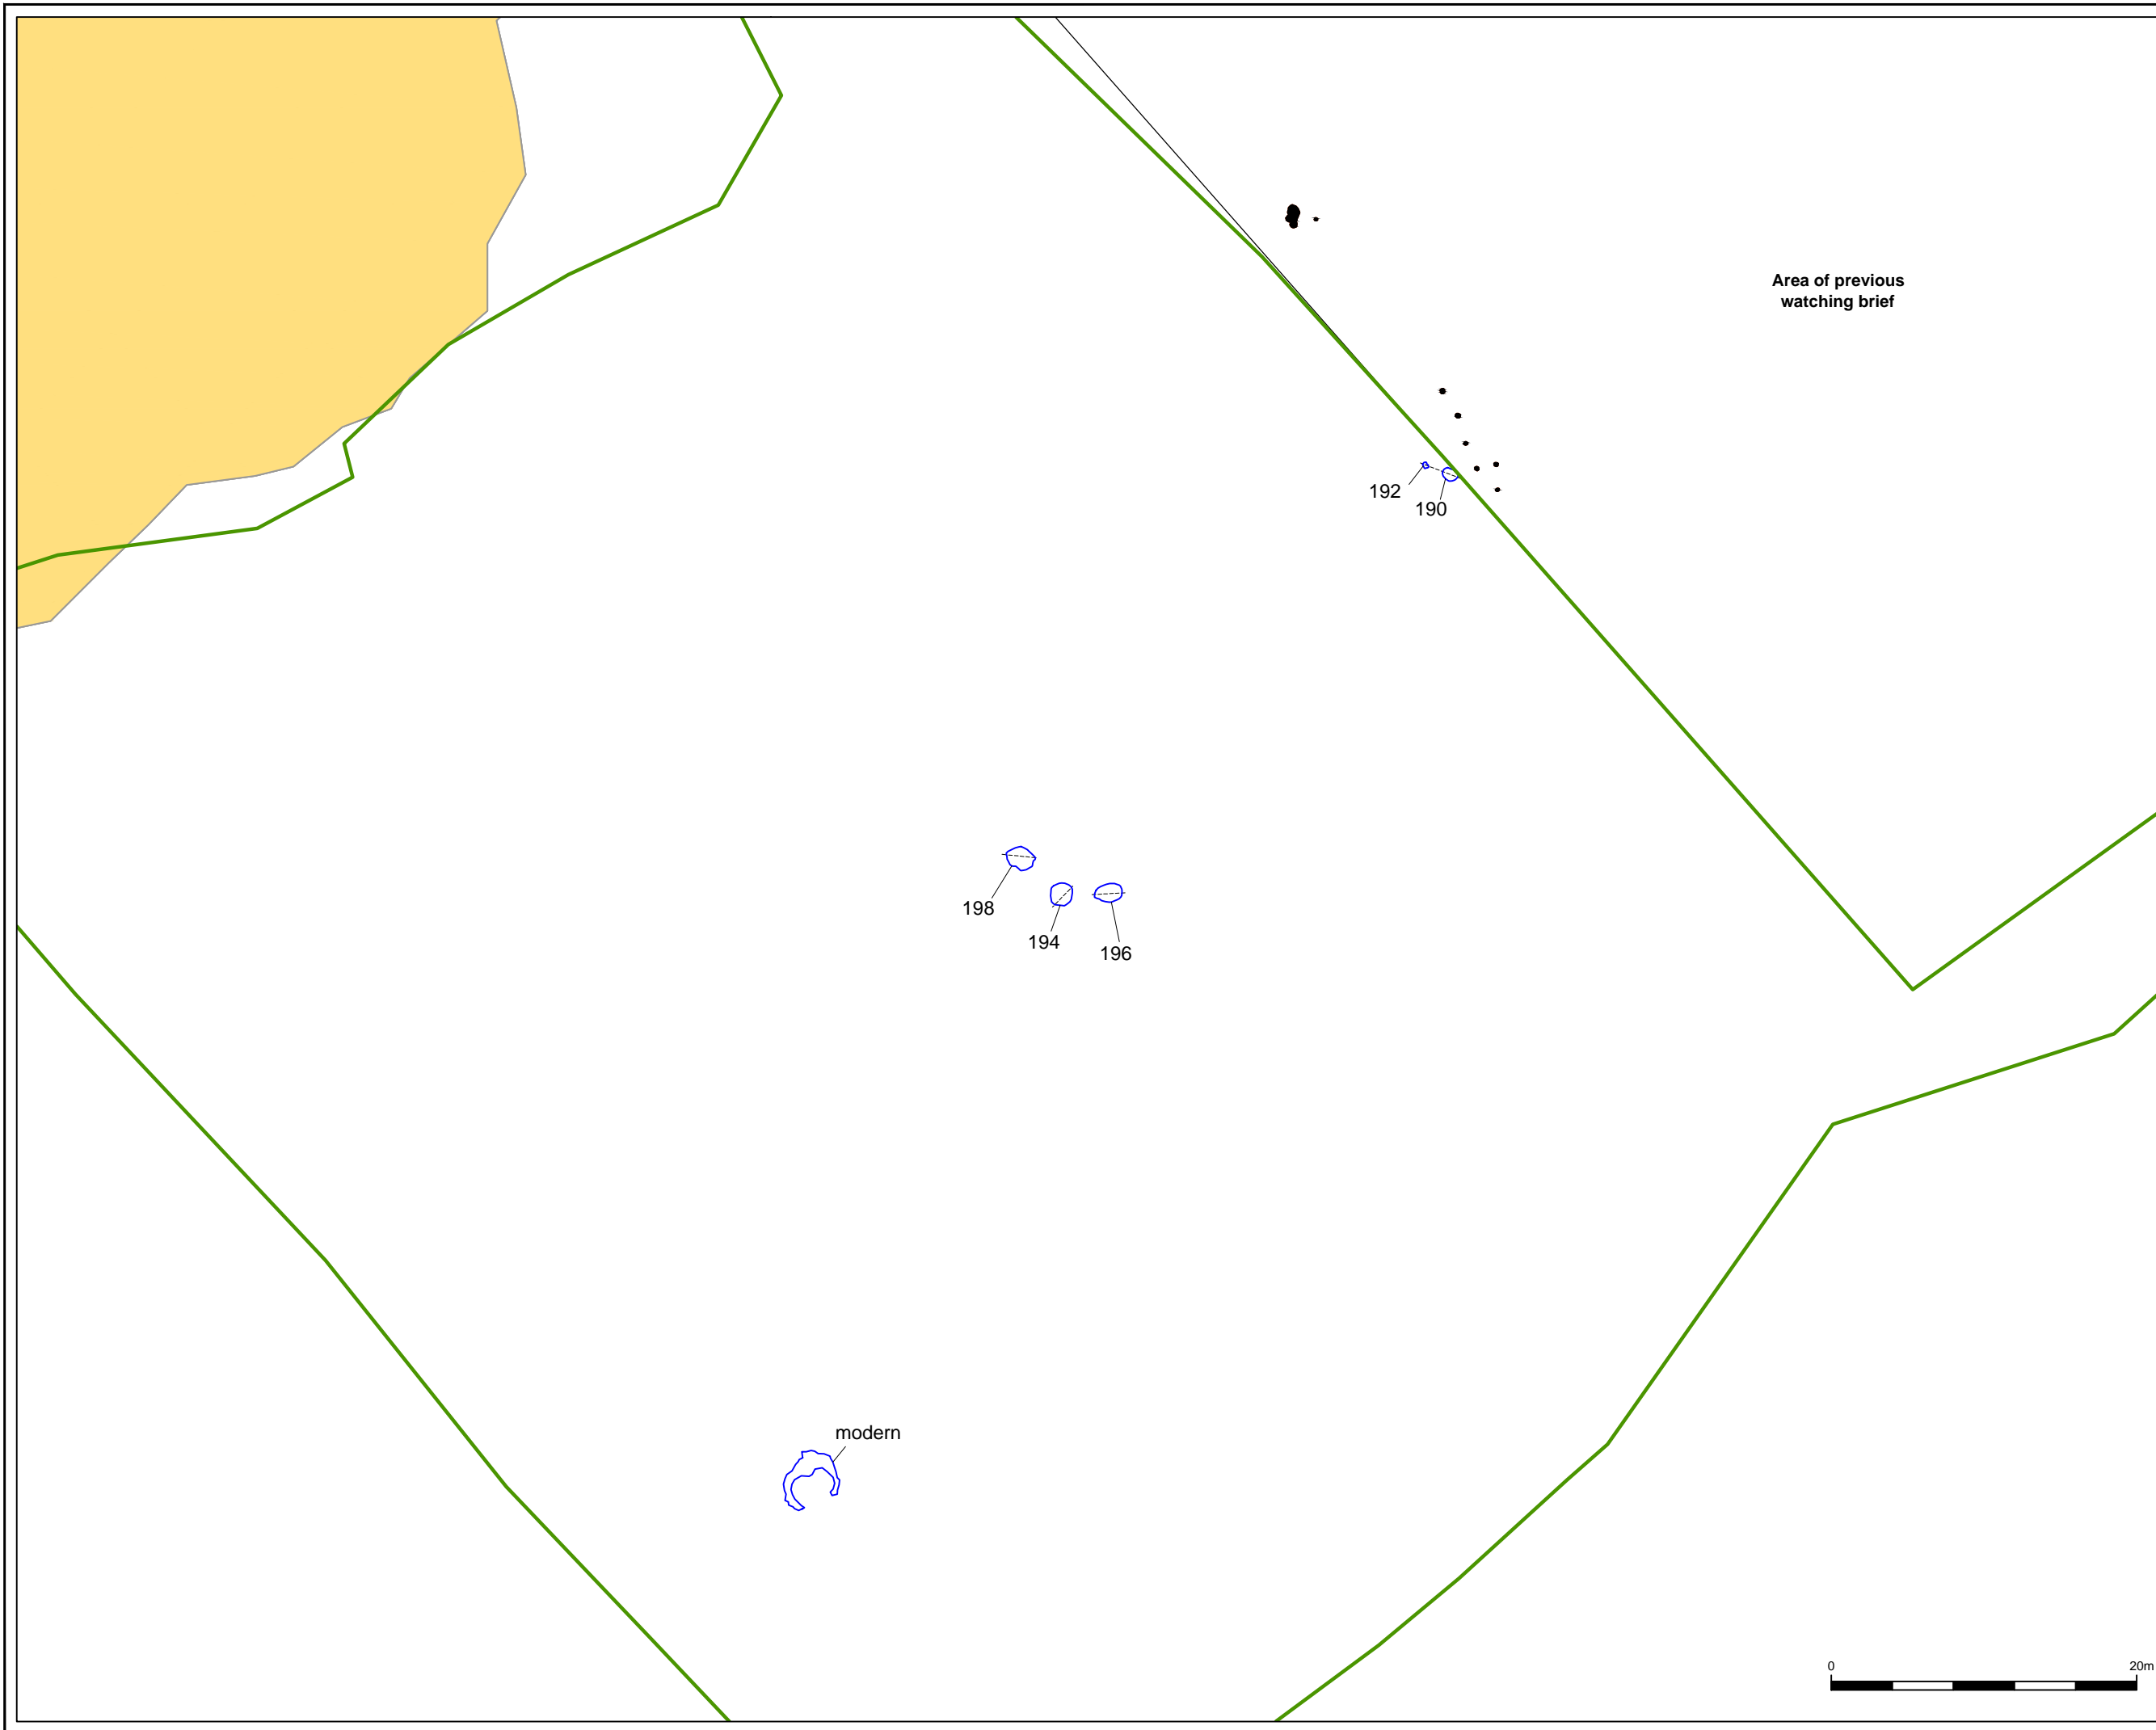 Area of previous
watching brief
192
190
198
194
196
modern
0 20m